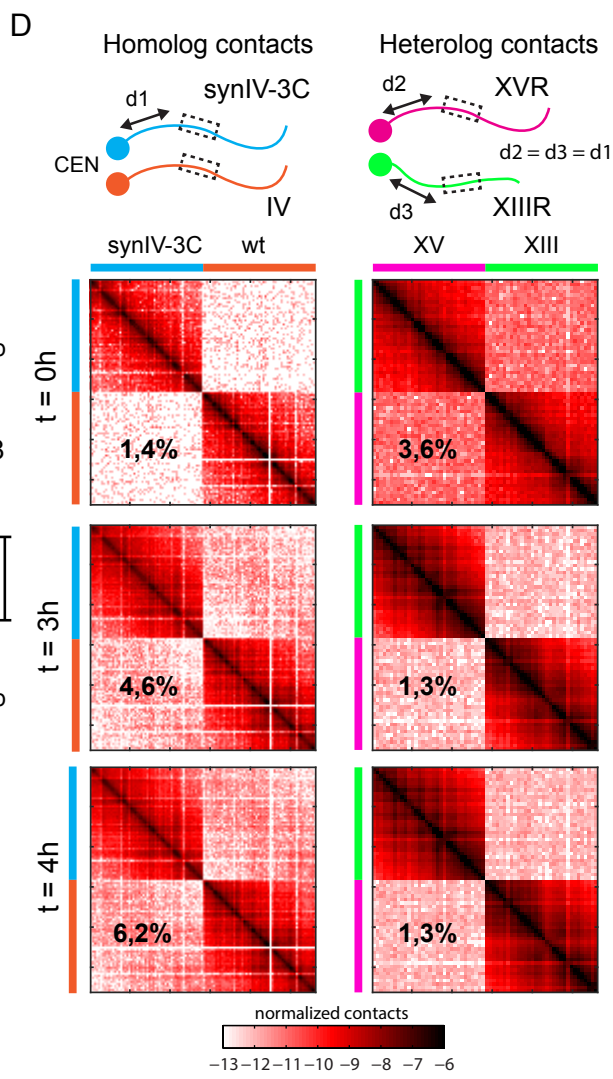 D
Homolog contacts
Heterolog contacts
d1
synIV-3C
CEN
IV
d2
XVR
d2 = d3 = d1
d3
XIIIR
synIV-3C
wt
XV
XIII
t = 0h
1,4%
3,6%
t = 3h
4,6%
1,3%
t = 4h
6,2%
1,3%
normalized contacts
−13 −12 −11 −10 −9 −8 −7 −6